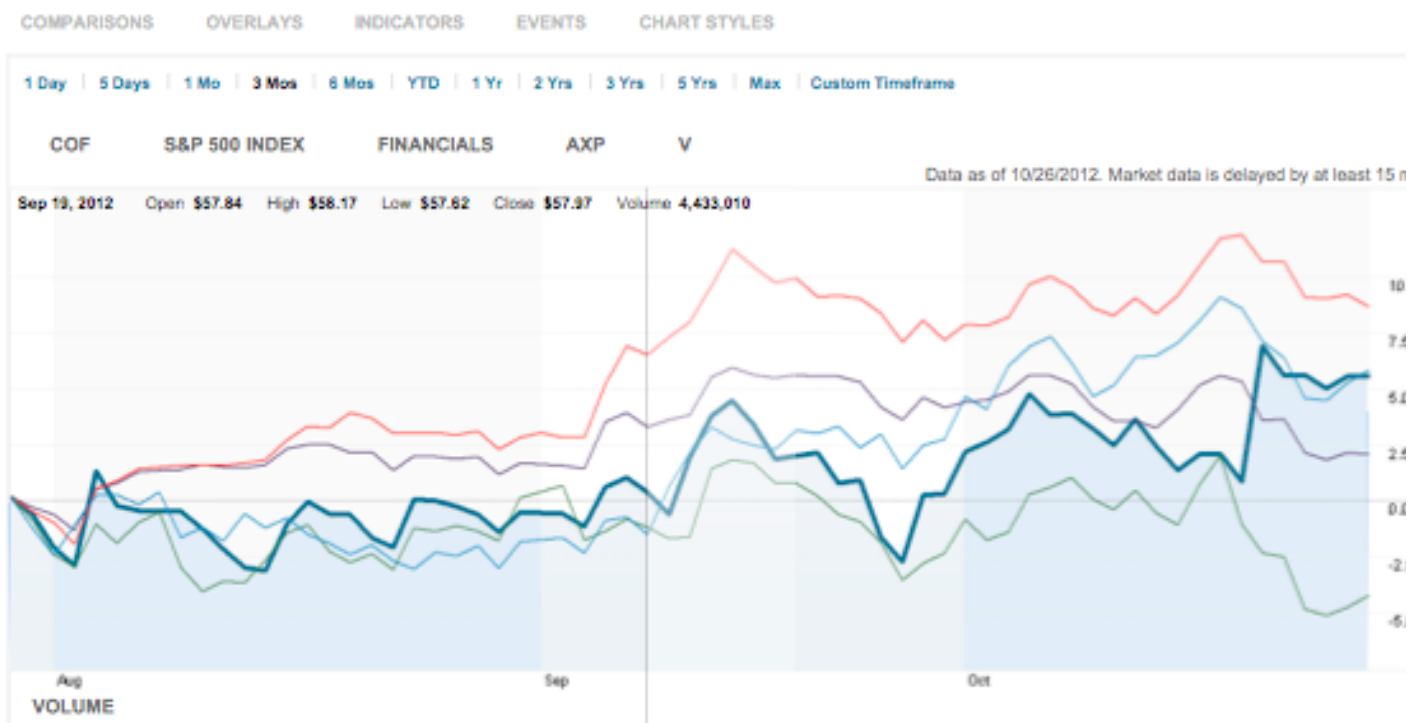 COMPARISONS OVERLAYS INDICATORS EVENTS CHART STYLES
1 Day 5 Days 1 Mo 3 Mos 6 Mos YTD 1 Yr 2 Yrs 3 Yrs 5 Yrs Max Custom Timeframe
COF S&P 500 INDEX FINANCIALS AXP V
Data as of 10/26/2012. Market data is delayed by at least 15 m
Sep 19, 2012 Open $57.84 High $58.17 Low $57.62 Close $57.97 Volume 4,433,010
10
7.5
5.0
2.5
0.0
-2.
-5.
Aug Sep Oct
VOLUME